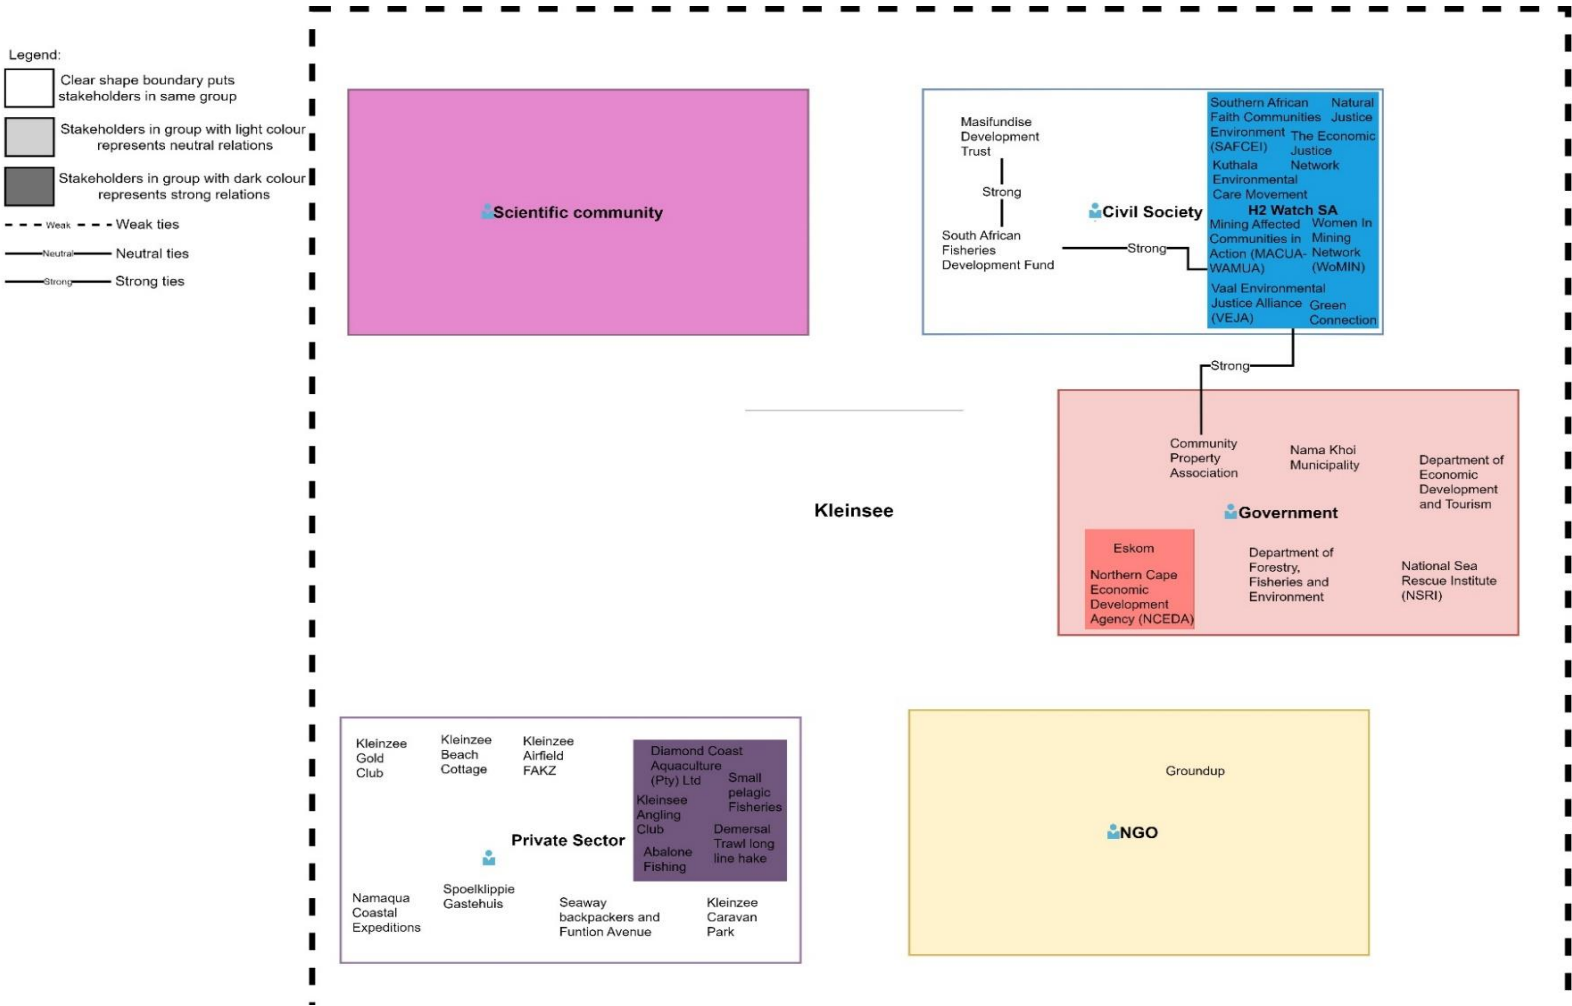 Legend:
Clear shape boundary puts
stakeholders in same group
Stakeholders in group with light colour
represents neutral relations
Stakeholders in group with dark colour
represents strong relations
Weak
Weak ties
Neutral
Neutral ties
Strong
Strong ties
Scientific community
Masifundise
Development
Trust
Strong
South African
Fisheries
Development Fund
Strong
Civil Society
Southern African
Faith Communities
Environment
(SAFCEI)
Natural
Justice
The Economic
Justice
Network
Kuthala
Environmental
Care Movement
H2 Watch SA
Mining Affected
Communities in
Action (MACUA-
WAMUA)
Women In
Mining
Network
(WoMIN)
Vaal Environmental
Justice Alliance
(VEJA)
Green
Connection
Strong
Community
Property
Association
Nama Khoi
Municipality
Department of
Economic
Development
and Tourism
Government
Eskom
Northern Cape
Economic
Development
Agency (NCEDA)
Department of
Forestry,
Fisheries and
Environment
National Sea
Rescue Institute
(NSRI)
Kleinsee
Kleinzee
Gold
Club
Kleinzee
Beach
Cottage
Kleinzee
Airfield
FAKZ
Diamond Coast
Aquaculture
(Pty) Ltd
Small
pelagic
Fisheries
Kleinsee
Angling
Club
Demersal
Trawl long
line hake
Abalone
Fishing
Private Sector
Namaqua
Coastal
Expeditions
Spoelklippie
Gastehuis
Seaway
backpackers and
Funtion Avenue
Kleinzee
Caravan
Park
Groundup
NGO